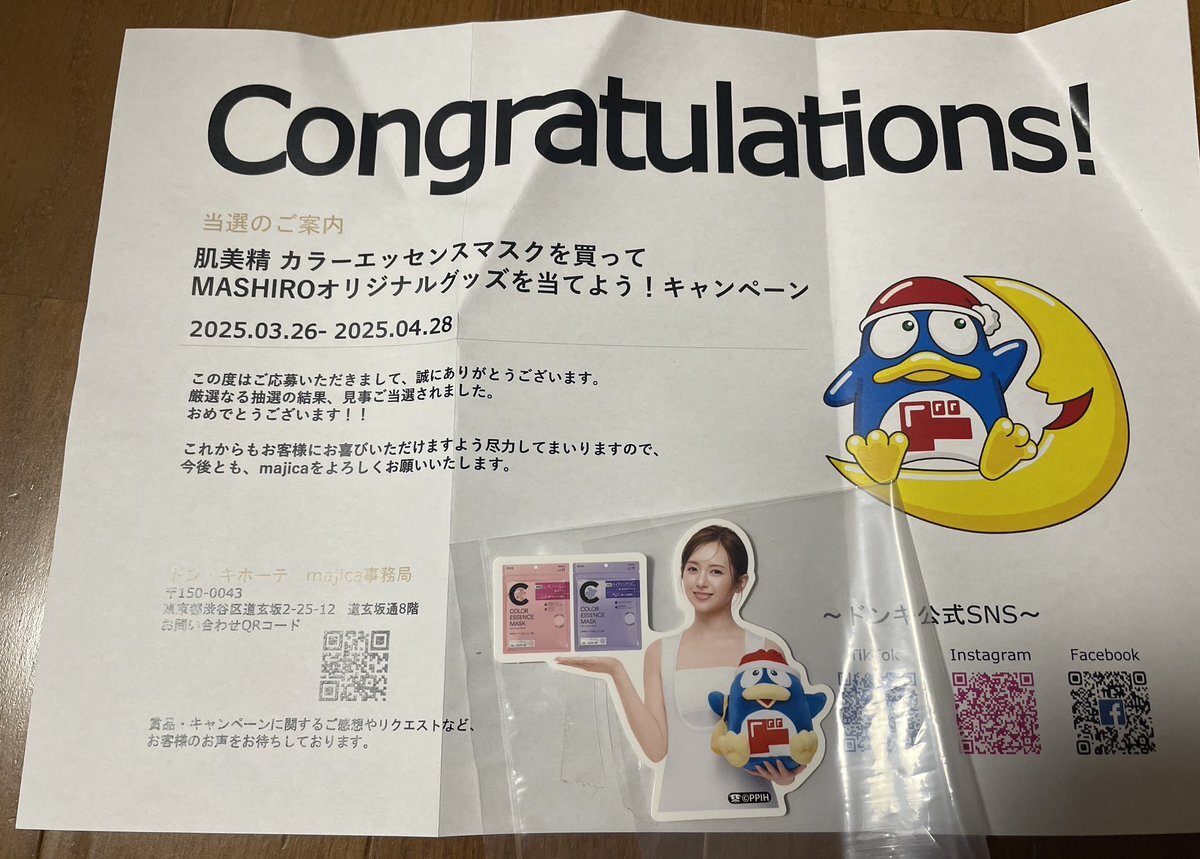 Congratulations!
当選のご案内
肌美精 カラーエッセンスマスクを買って
MASHIROオリジナルグッズを当てよう！キャンペーン
2025.03.26- 2025.04.28
この度はご応募いただきまして、誠にありがとうございます。
厳選なる抽選の結果、見事ご当選されました。
おめでとうございます！！
これからもお客様にお喜びいただけますよう尽力してまいりますので、
今後とも、majicaをよろしくお願いいたします。
ド
ドン・キホーテ majica事務局
〒150-0043
東京都渋谷区道玄坂2-25-12 道玄坂通8階
お問い合わせQRコード
賞品・キャンペーンに関するご感想やリクエストなど、
お客様のお声をお待ちしております。
C
COLOR
ESSENCE
MASK
C
COLOR
ESSENCE
MASK
ド
©PPIH
～ドンキ公式SNS～
TikTok Instagram Facebook